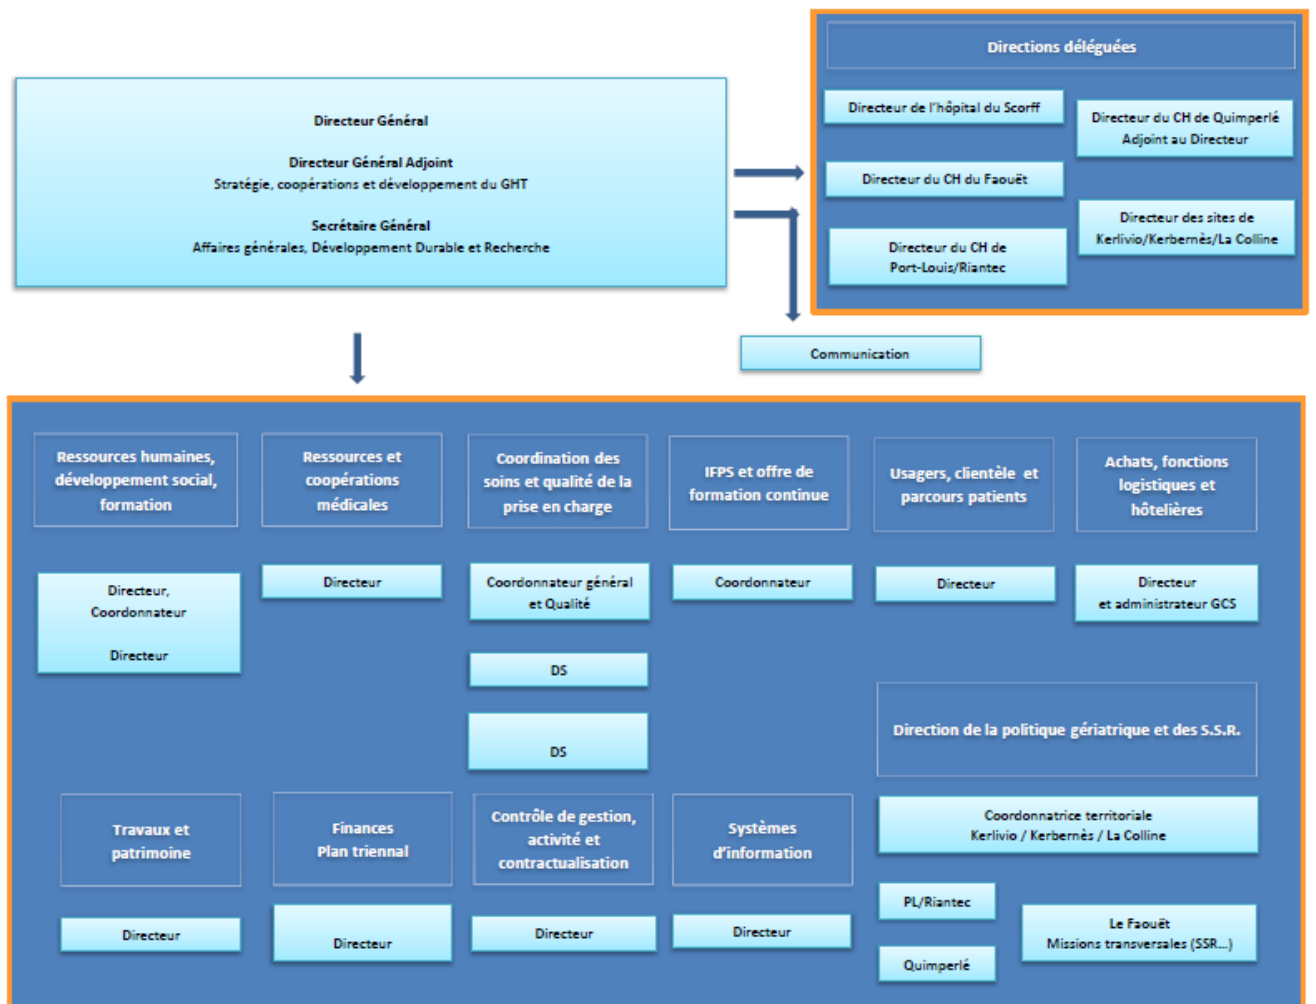 Directions déléguées
Directeur Général
Directeur Général Adjoint
Stratégie, coopérations et développement du GHT
Secrétaire Général
Affaires générales, Développement Durable et Recherche
Directeur de l'hôpital du Scorff
Directeur du CH de Quimperlé
Adjoint au Directeur
Directeur du CH du Faouët
Directeur des sites de
Kerlivio/Kerbernès/La Colline
Directeur du CH de
Port-Louis/Riantec
Communication
Ressources humaines,
développement social,
formation
Ressources et
coopérations
médicales
Coordination des
soins et qualité de la
prise en charge
IFPS et offre de
formation continue
Usagers, clientèle et
parcours patients
Achats, fonctions
logistiques et
hôtelières
Directeur,
Coordonnateur
Directeur
Directeur
Coordonnateur général
et Qualité
Coordonnateur
Directeur
Directeur
et administrateur GCS
DS
DS
Direction de la politique gériatrique et des S.S.R.
Coordonnatrice territoriale
Kerlivio / Kerbernès / La Colline
PL/Riantec
Quimperlé
Le Faouët
Missions transversales (SSR...)
Travaux et
patrimoine
Finances
Plan triennal
Contrôle de gestion,
activité et
contractualisation
Systèmes
d'information
Directeur
Directeur
Directeur
Directeur